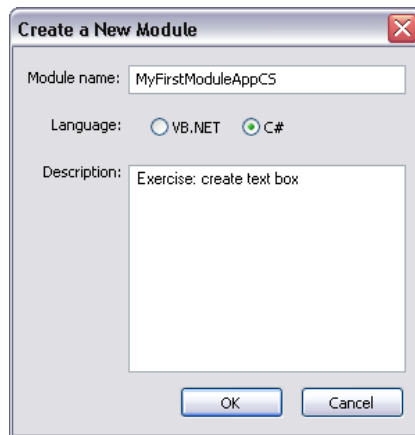 Create a New Module
Module name: MyFirstModuleAppCS
Language: VB.NET C#
Description: Exercise: create text box
OK Cancel